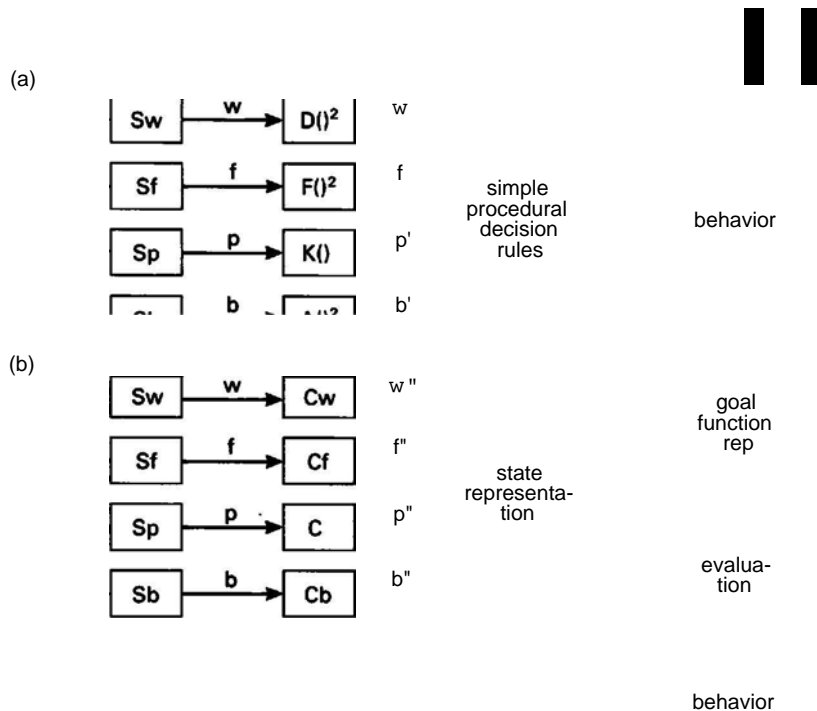 (a)
Sw w D()² w
Sf f F()² f
Sp p K() p'
b b'
simple
procedural
decision
rules
behavior
(b)
Sw w Cw w"
Sf f Cf f"
Sp p C p"
Sb b Cb b"
state
representa-
tion
goal
function
rep
evalua-
tion
behavior